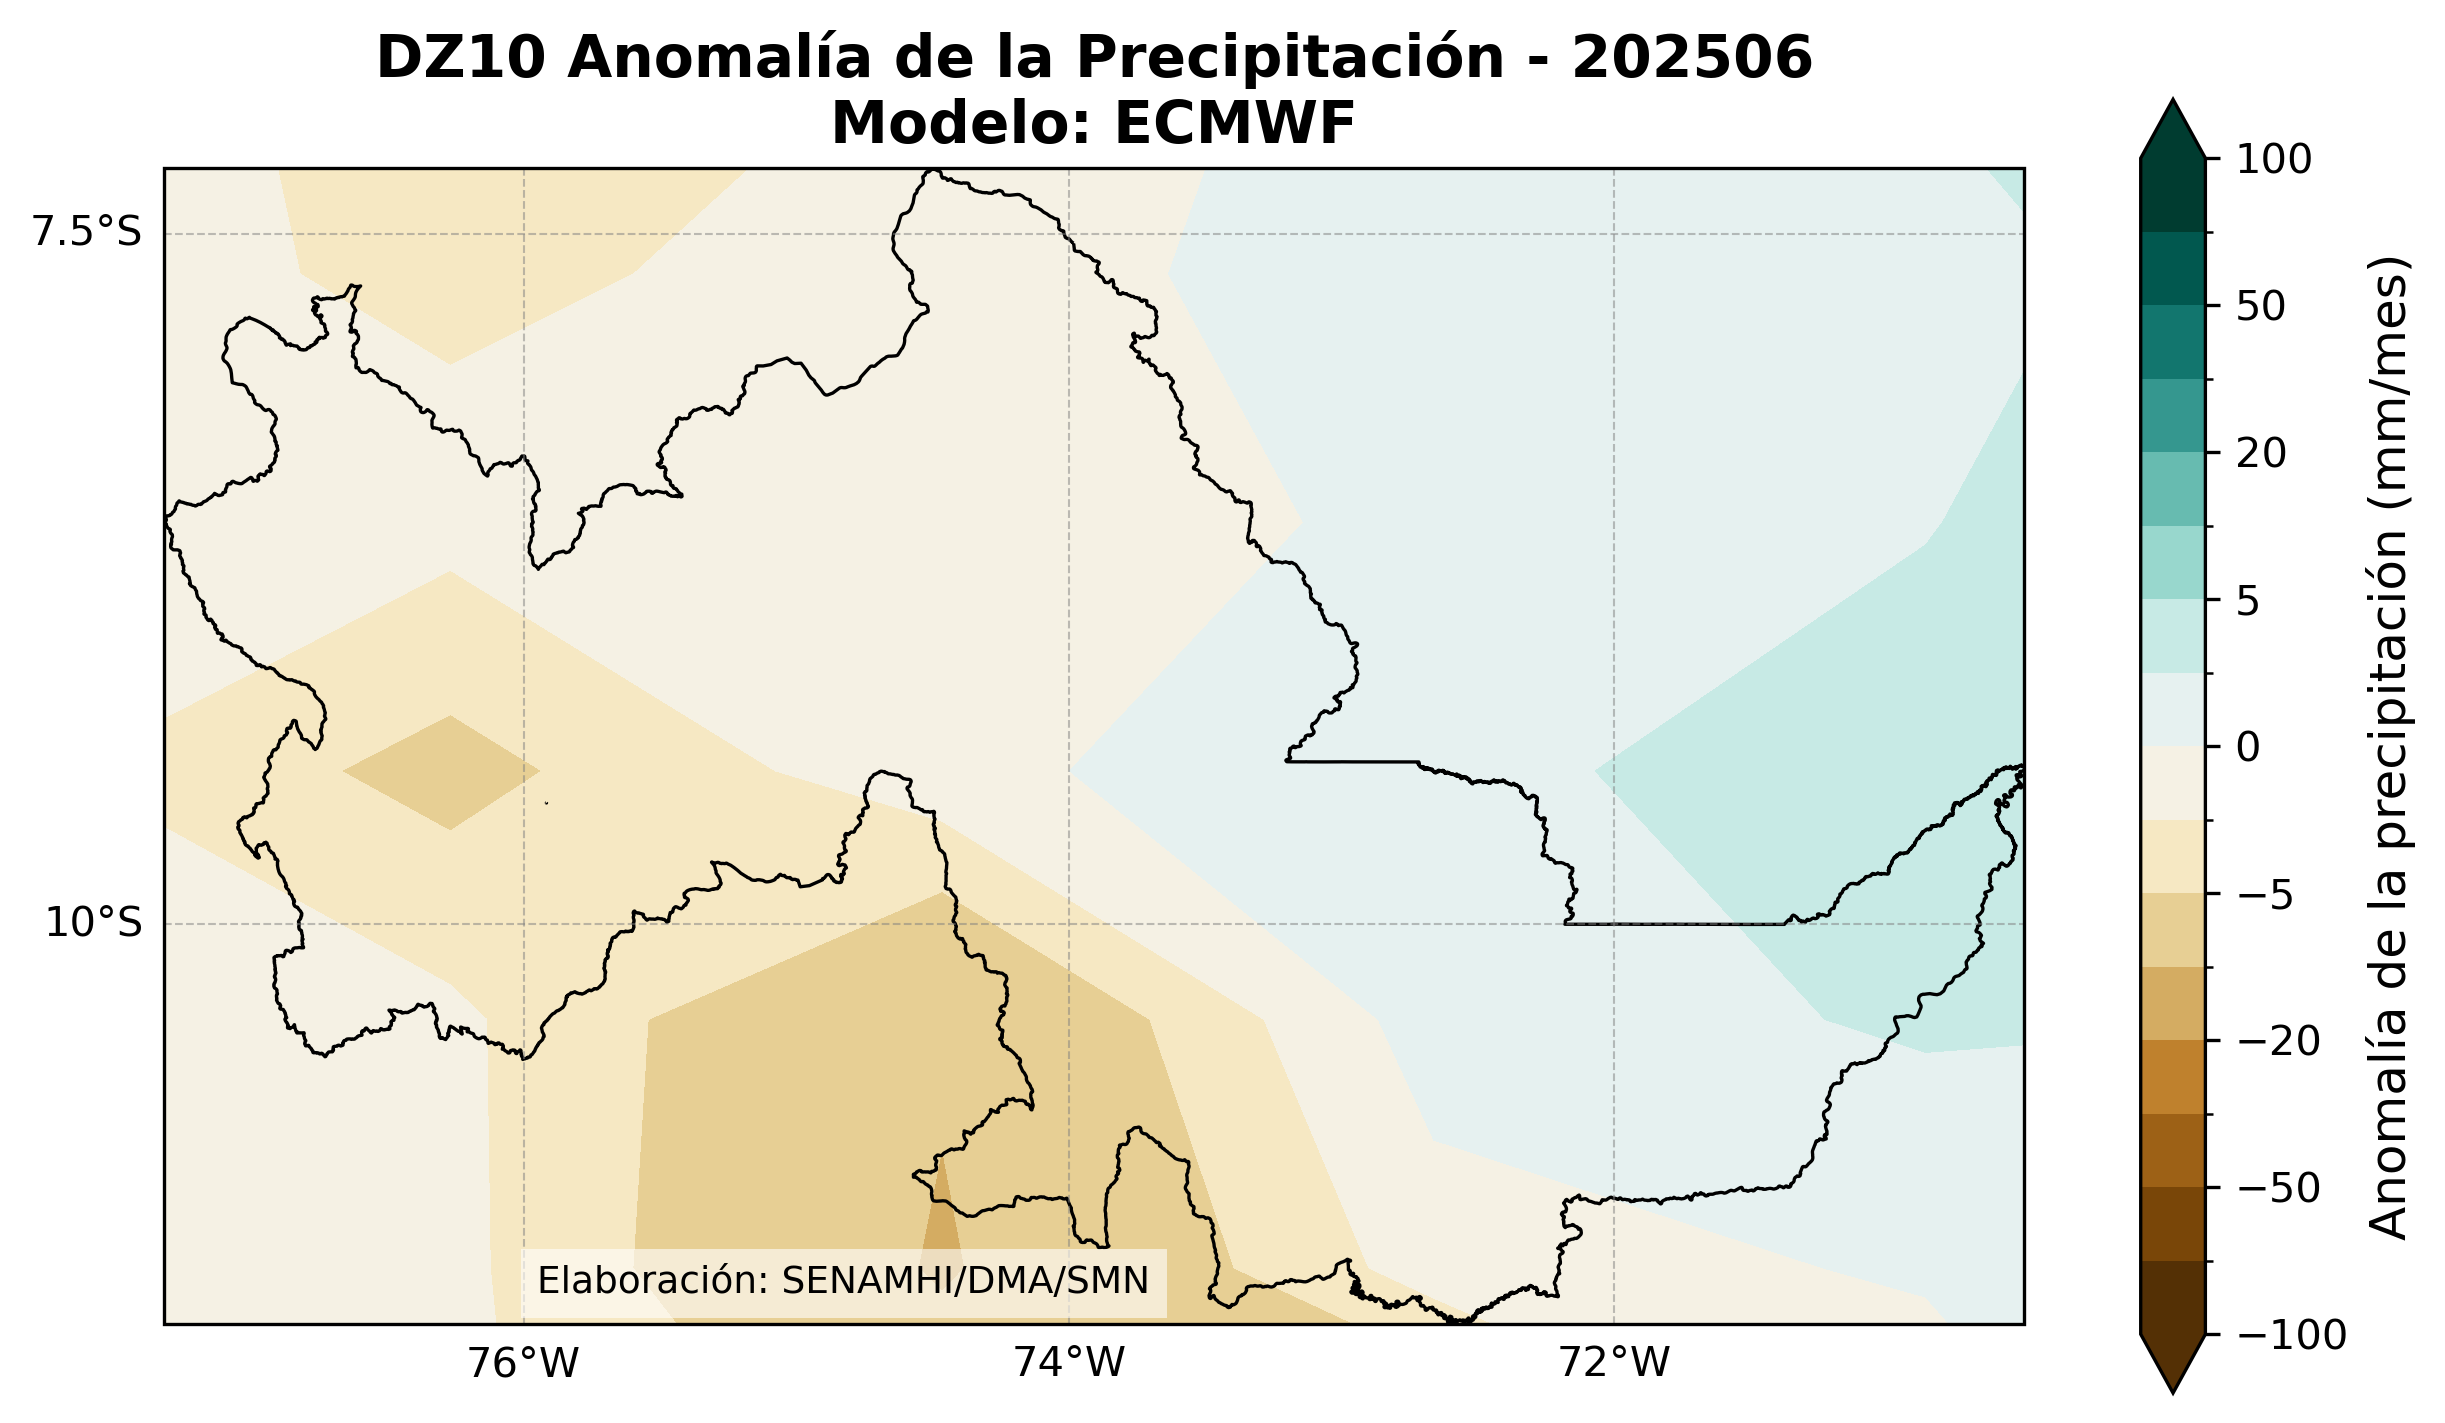 DZ10 Anomalía de la Precipitación - 202506
Modelo: ECMWF
7.5°S
10°S
76°W
74°W
72°W
Elaboración: SENAMHI/DMA/SMN
100
50
20
5
0
−5
−20
−50
−100
Anomalía de la precipitación (mm/mes)